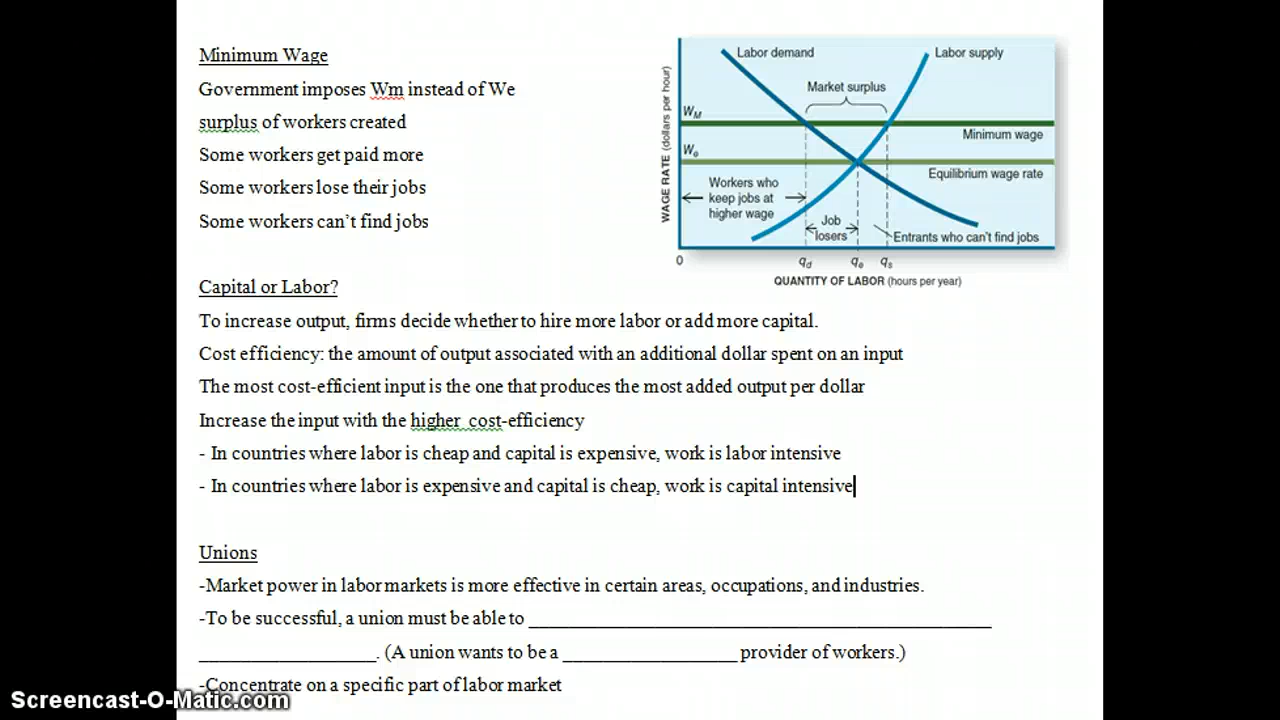 Minimum Wage
Government imposes Wm instead of We
surplus of workers created
Some workers get paid more
Some workers lose their jobs
Some workers can't find jobs
Labor demand
Labor supply
Market surplus
WM
Minimum wage
We
Equilibrium wage rate
Workers who
keep jobs at
higher wage
Job
losers
Entrants who can't find jobs
WAGE RATE (dollars per hour)
0
qd
qe
qs
QUANTITY OF LABOR (hours per year)
Capital or Labor?
To increase output, firms decide whether to hire more labor or add more capital.
Cost efficiency: the amount of output associated with an additional dollar spent on an input
The most cost-efficient input is the one that produces the most added output per dollar
Increase the input with the higher cost-efficiency
- In countries where labor is cheap and capital is expensive, work is labor intensive
- In countries where labor is expensive and capital is cheap, work is capital intensive
Unions
-Market power in labor markets is more effective in certain areas, occupations, and industries.
-To be successful, a union must be able to ______________________________________________
_________________. (A union wants to be a _________________ provider of workers.)
-Concentrate on a specific part of labor market
Screencast-O-Matic.com